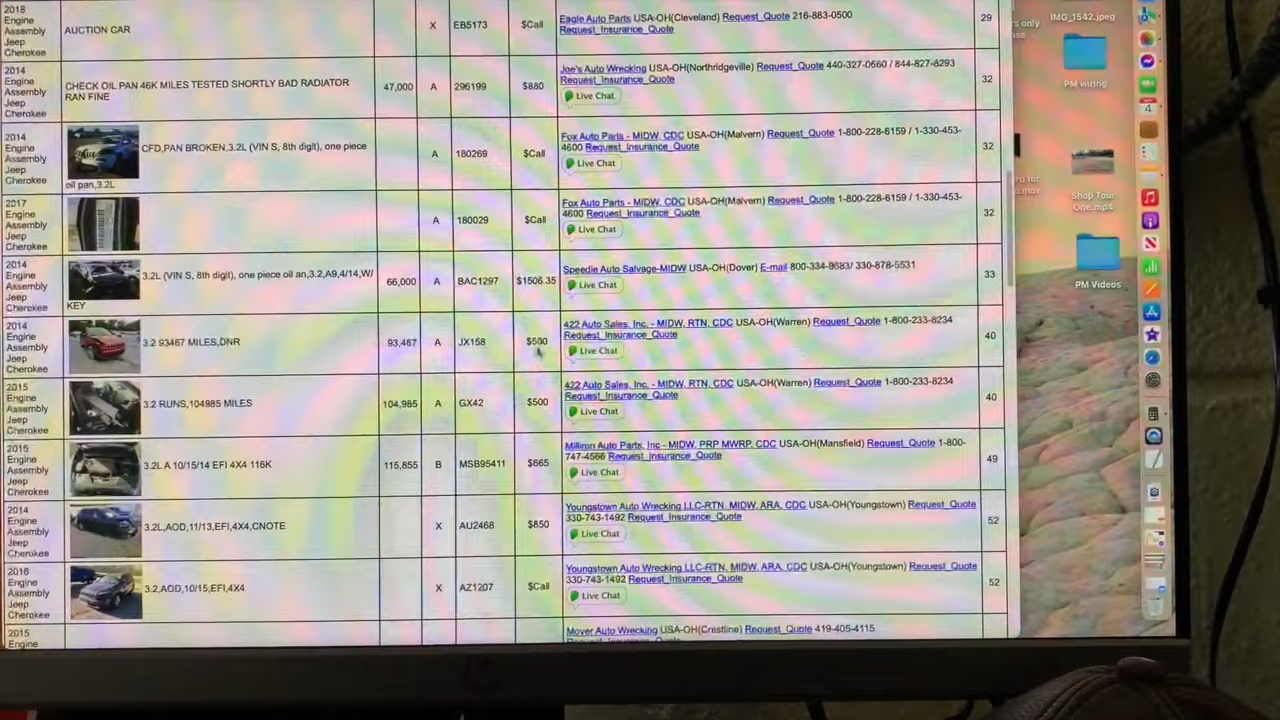 2018
Engine
Assembly
Jeep
Cherokee
AUCTION CAR
X
EB5173
$Call
Eagle Auto Parts USA-OH(Cleveland) Request_Quote 216-883-0500
Request_Insurance_Quote
29
2014
Engine
Assembly
Jeep
Cherokee
CHECK OIL PAN 46K MILES TESTED SHORTLY BAD RADIATOR
RAN FINE
47,000
A
296199
$880
Joe's Auto Wrecking USA-OH(Northridgeville) Request_Quote 440-327-0660 / 844-827-8293
Request_Insurance_Quote
Live Chat
32
2014
Engine
Assembly
Jeep
Cherokee
CFD,PAN BROKEN,3.2L (VIN S, 8th digit), one piece
oil pan,3.2L
A
180269
$Call
Fox Auto Parts - MIDW, CDC USA-OH(Malvern) Request_Quote 1-800-228-6159 / 1-330-453-
4600 Request_Insurance_Quote
Live Chat
32
2017
Engine
Assembly
Jeep
Cherokee
A
180029
$Call
Fox Auto Parts - MIDW, CDC USA-OH(Malvern) Request_Quote 1-800-228-6159 / 1-330-453-
4600 Request_Insurance_Quote
Live Chat
32
2014
Engine
Assembly
Jeep
Cherokee
3.2L (VIN S, 8th digit), one piece oil an,3.2,A9,4/14,W/
KEY
66,000
A
BAC1297
$1506.35
Speedie Auto Salvage-MIDW USA-OH(Dover) E-mail 800-334-9683/ 330-878-5531
Live Chat
33
2014
Engine
Assembly
Jeep
Cherokee
3.2 93467 MILES,DNR
93,467
A
JX158
$500
422 Auto Sales, Inc. - MIDW, RTN, CDC USA-OH(Warren) Request_Quote 1-800-233-8234
Request_Insurance_Quote
Live Chat
40
2015
Engine
Assembly
Jeep
Cherokee
3.2 RUNS,104985 MILES
104,985
A
GX42
$500
422 Auto Sales, Inc. - MIDW, RTN, CDC USA-OH(Warren) Request_Quote 1-800-233-8234
Request_Insurance_Quote
Live Chat
40
2015
Engine
Assembly
Jeep
Cherokee
3.2L A 10/15/14 EFI 4X4 116K
115,855
B
MSB95411
$665
Milliron Auto Parts, Inc - MIDW, PRP MWRP, CDC USA-OH(Mansfield) Request_Quote 1-800-
747-4566 Request_Insurance_Quote
Live Chat
49
2014
Engine
Assembly
Jeep
Cherokee
3.2L,AOD,11/13,EFI,4X4,CNOTE
X
AU2468
$850
Youngstown Auto Wrecking LLC-RTN, MIDW, ARA, CDC USA-OH(Youngstown) Request_Quote
330-743-1492 Request_Insurance_Quote
Live Chat
52
2016
Engine
Assembly
Jeep
Cherokee
3.2,AOD,10/15,EFI,4X4
X
AZ1207
$Call
Youngstown Auto Wrecking LLC-RTN, MIDW, ARA, CDC USA-OH(Youngstown) Request_Quote
330-743-1492 Request_Insurance_Quote
Live Chat
52
2015
Engine
Moyer Auto Wrecking USA-OH(Crestline) Request_Quote 419-405-4115
IMG_1542.jpeg
PM wiring
Shop Tour
One.mp4
PM Videos
4